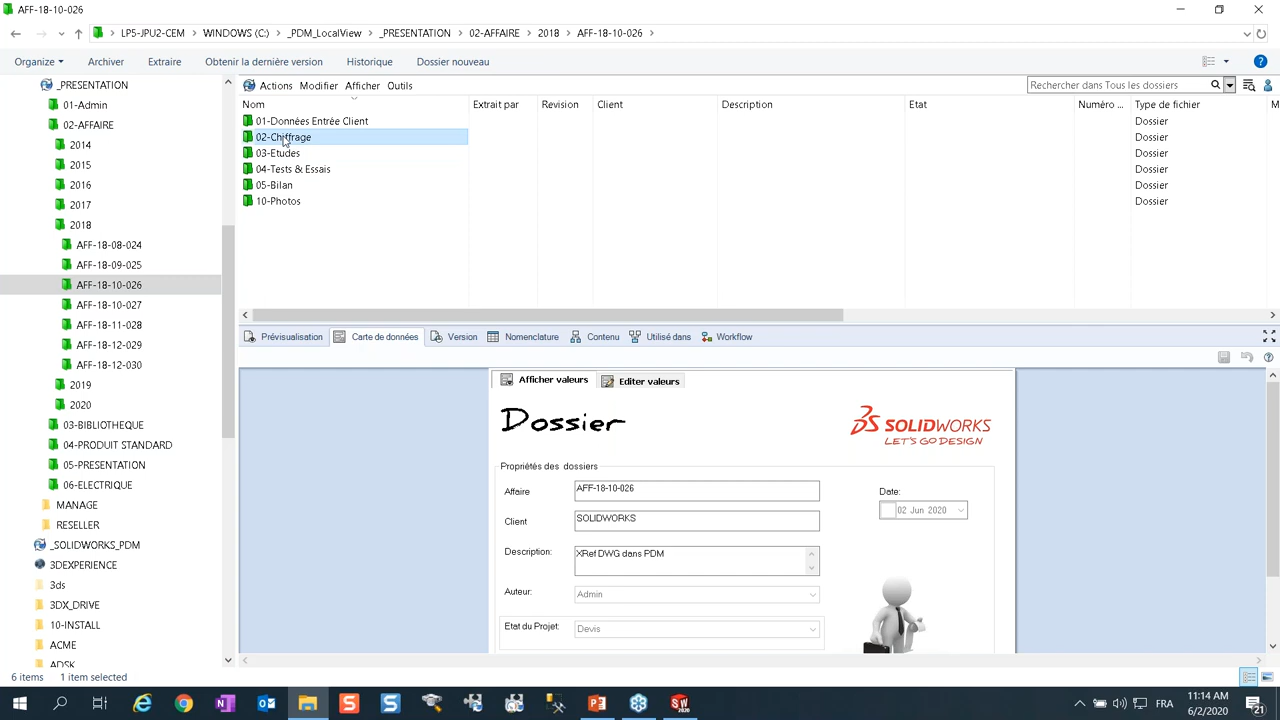 AFF-18-10-026
LP5-JPU2-CEM > WINDOWS (C:) > _PDM_LocalView > _PRESENTATION > 02-AFFAIRE > 2018 > AFF-18-10-026 >
Organize Archiver Extraire Obtenir la dernière version Historique Dossier nouveau
_PRESENTATION
01-Admin
02-AFFAIRE
2014
2015
2016
2017
2018
AFF-18-08-024
AFF-18-09-025
AFF-18-10-026
AFF-18-10-027
AFF-18-11-028
AFF-18-12-029
AFF-18-12-030
2019
2020
03-BIBLIOTHEQUE
04-PRODUIT STANDARD
05-PRESENTATION
06-ELECTRIQUE
MANAGE
RESELLER
_SOLIDWORKS_PDM
3DEXPERIENCE
3ds
3DX_DRIVE
10-INSTALL
ACME
ADSK
Actions Modifier Afficher Outils
Rechercher dans Tous les dossiers
Nom Extrait par Revision Client Description Etat Numéro ... Type de fichier M
01-Données Entrée Client Dossier
02-Chiffrage Dossier
03-Etudes Dossier
04-Tests & Essais Dossier
05-Bilan Dossier
10-Photos Dossier
Prévisualisation Carte de données Version Nomenclature Contenu Utilisé dans Workflow
Afficher valeurs Editer valeurs
Dossier
SOLIDWORKS
LET'S GO DESIGN
Propriétés des dossiers
Affaire AFF-18-10-026
Date:
02 Jun 2020
Client SOLIDWORKS
Description: XRef DWG dans PDM
Auteur: Admin
Etat du Projet: Devis
6 items 1 item selected
FRA
11:14 AM
6/2/2020
21